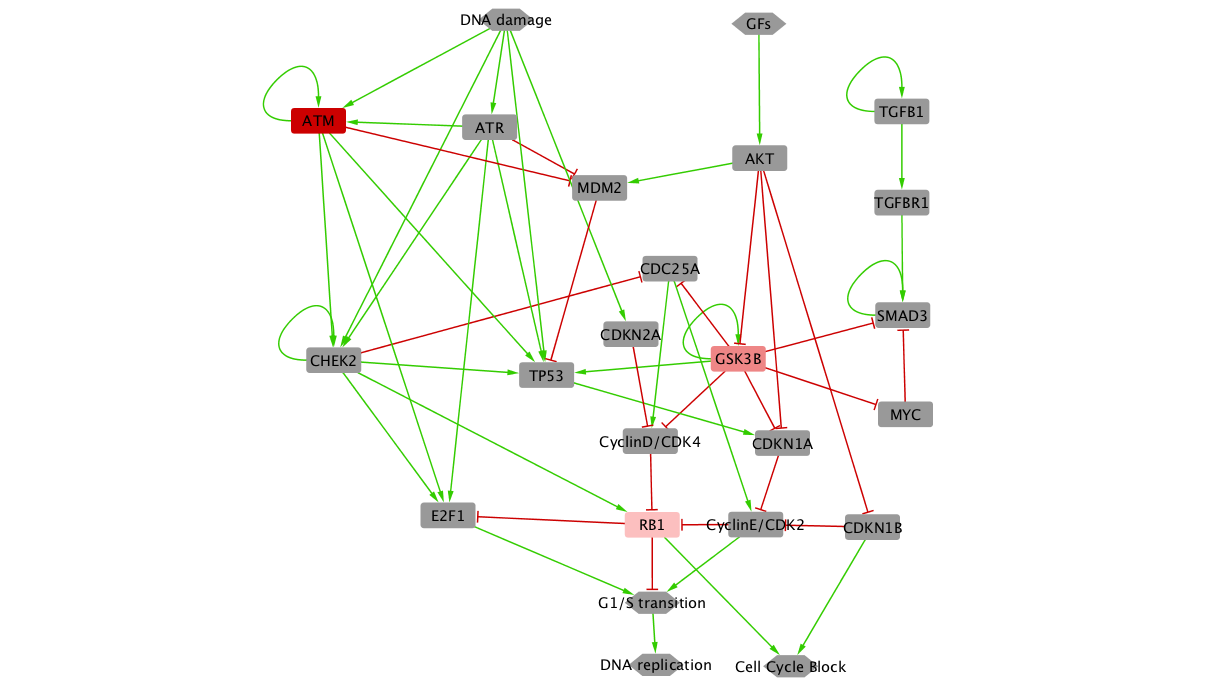 DNA damage
GFs
TGFB1
ATM
ATR
AKT
MDM2
TGFBR1
CDC25A
SMAD3
CDKN2A
CHEK2
GSK3B
TP53
MYC
CyclinD/CDK4
CDKN1A
E2F1
RB1
CyclinE/CDK2
CDKN1B
G1/S transition
DNA replication
Cell Cycle Block